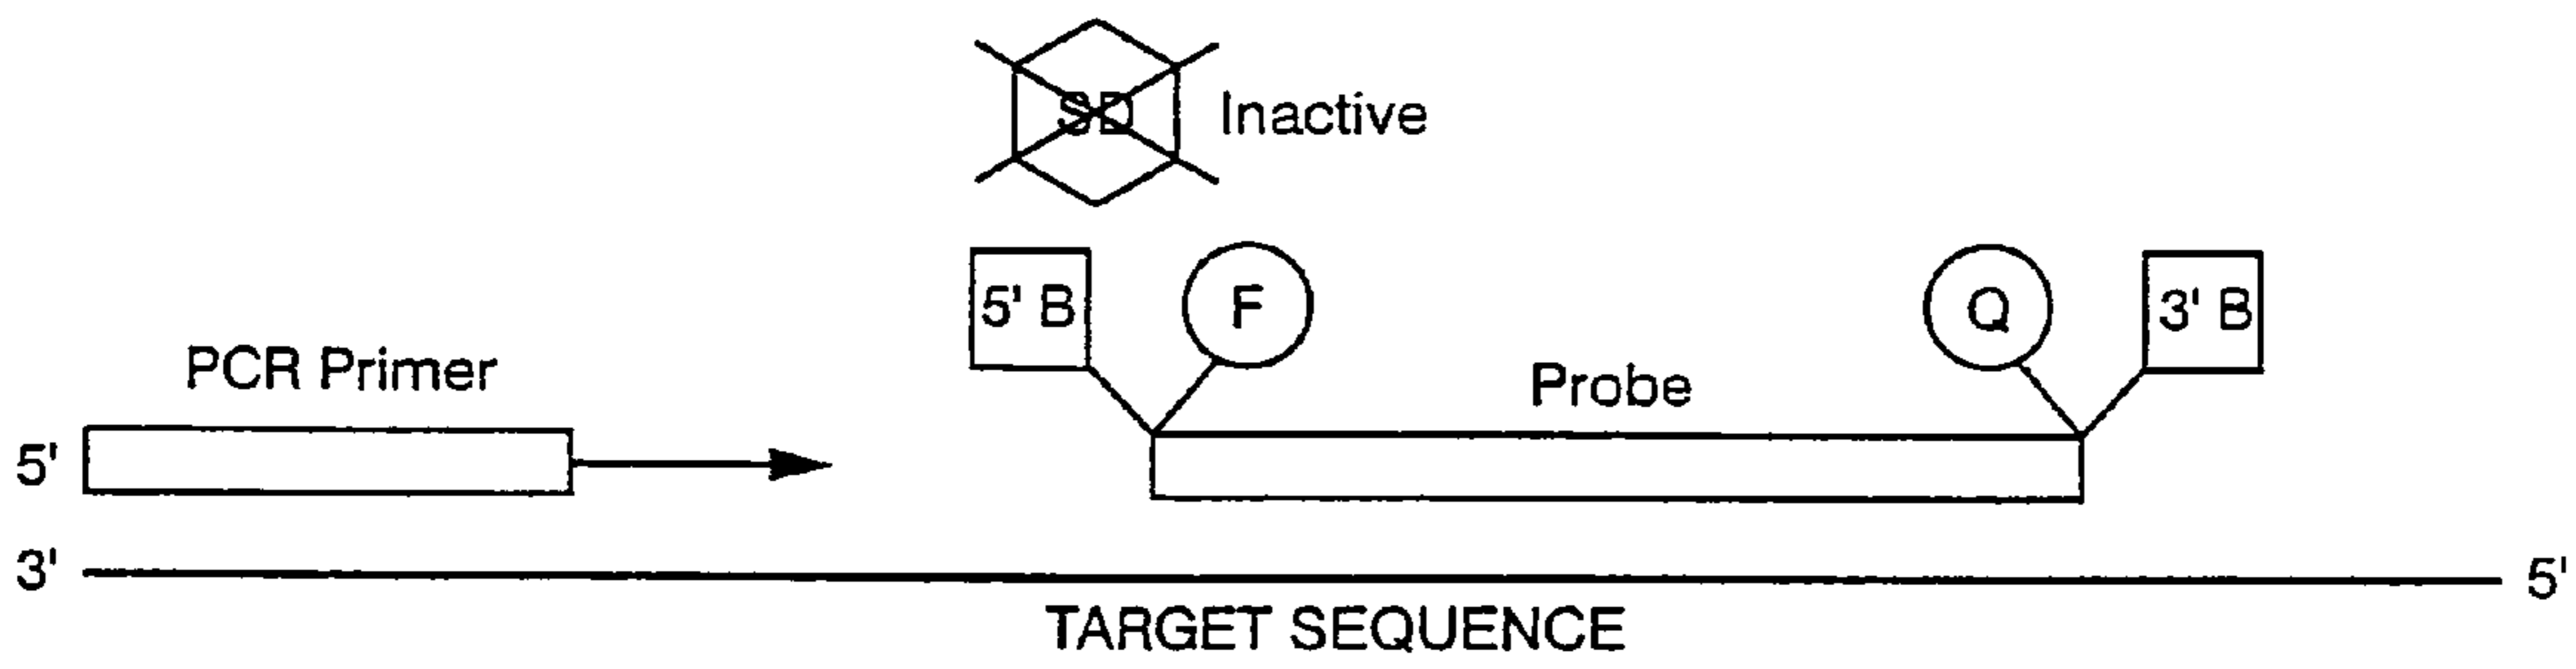 SD Inactive
5' B F Q 3' B
PCR Primer Probe
5'
3' 5'
TARGET SEQUENCE